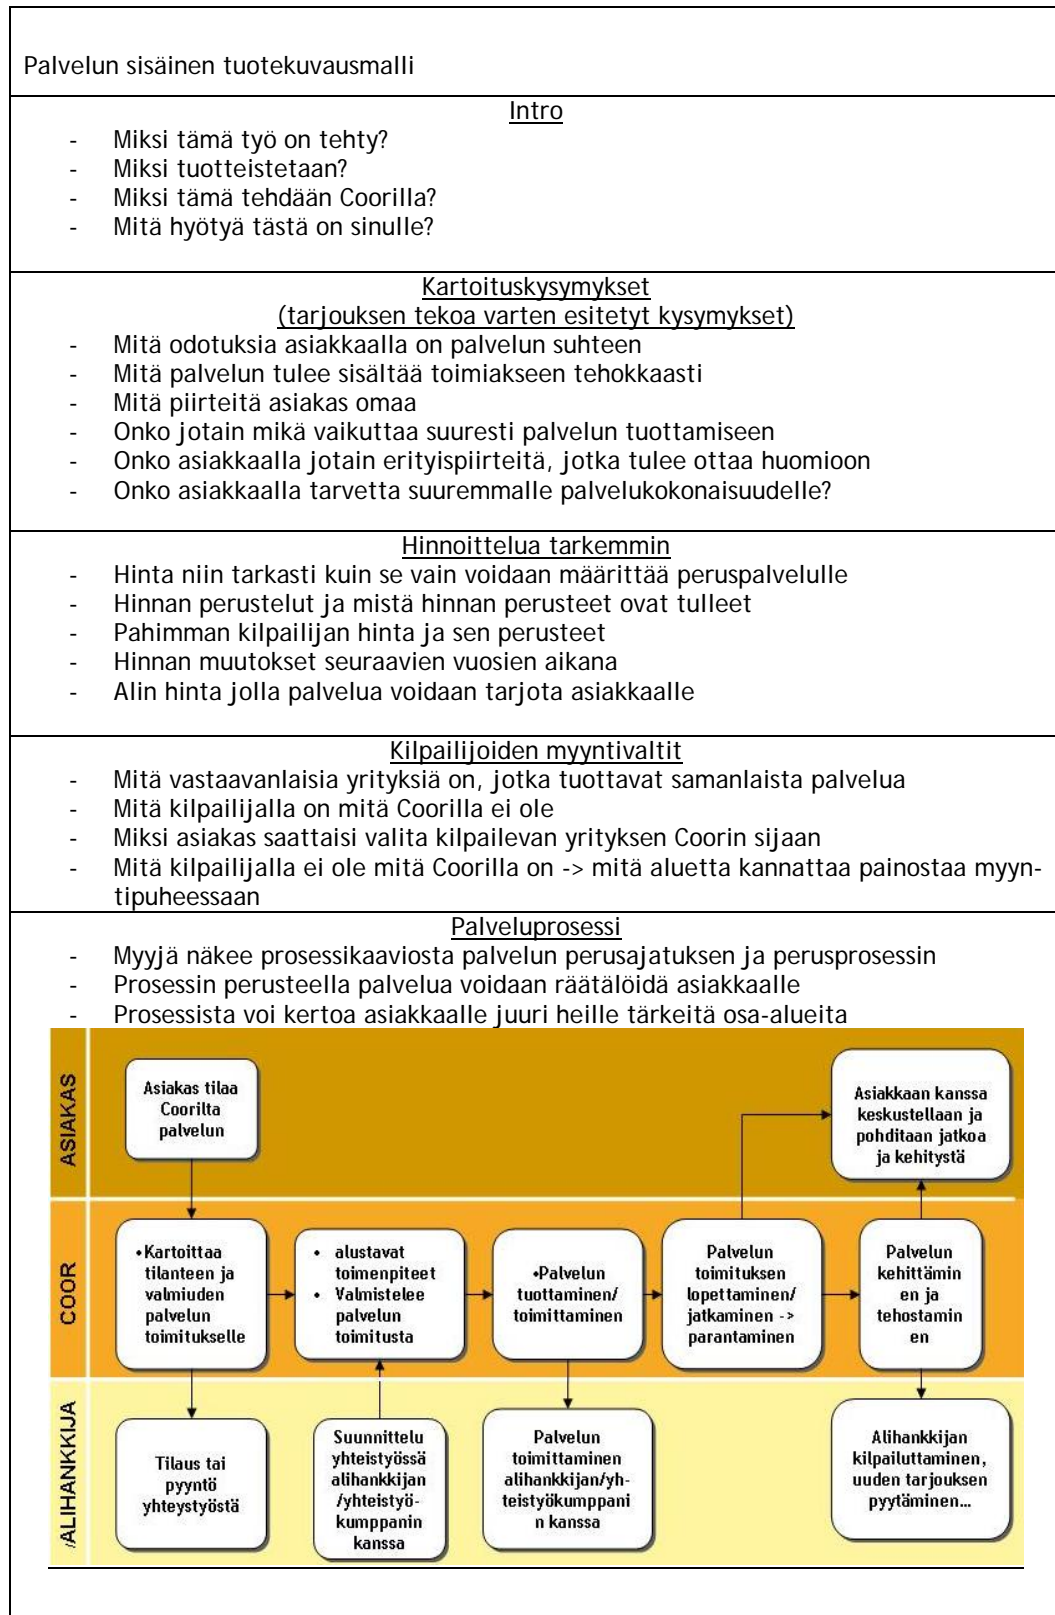 Palvelun sisäinen tuotekuvausmalli
Intro
- Miksi tämä työ on tehty?
- Miksi tuotteistetaan?
- Miksi tämä tehdään Coorilla?
- Mitä hyötyä tästä on sinulle?
Kartoituskysymykset
(tarjouksen tekoa varten esitetyt kysymykset)
- Mitä odotuksia asiakkaalla on palvelun suhteen
- Mitä palvelun tulee sisältää toimiakseen tehokkaasti
- Mitä piirteitä asiakas omaa
- Onko jotain mikä vaikuttaa suuresti palvelun tuottamiseen
- Onko asiakkaalla jotain erityispiirteitä, jotka tulee ottaa huomioon
- Onko asiakkaalla tarvetta suuremmalle palvelukokonaisuudelle?
Hinnoittelua tarkemmin
- Hinta niin tarkasti kuin se vain voidaan määrittää peruspalvelulle
- Hinnan perustelut ja mistä hinnan perusteet ovat tulleet
- Pahimman kilpailijan hinta ja sen perusteet
- Hinnan muutokset seuraavien vuosien aikana
- Alin hinta jolla palvelua voidaan tarjota asiakkaalle
Kilpailijoiden myyntivaltit
- Mitä vastaavanlaisia yrityksiä on, jotka tuottavat samanlaista palvelua
- Mitä kilpailijalla on mitä Coorilla ei ole
- Miksi asiakas saattaisi valita kilpailevan yrityksen Coorin sijaan
- Mitä kilpailijalla ei ole mitä Coorilla on -> mitä aluetta kannattaa painostaa myyn-
tipuheessaan
Palveluprosessi
- Myyjä näkee prosessikaaviosta palvelun perusajatuksen ja perusprosessin
- Prosessin perusteella palvelua voidaan räätälöidä asiakkaalle
- Prosessista voi kertoa asiakkaalle juuri heille tärkeitä osa-alueita
ASIAKAS
Asiakas tilaa
Coorilta
palvelun
Asiakkaan kanssa
keskustellaan ja
pohditaan jatkoa
ja kehitystä
COOR
•Kartoittaa
tilanteen ja
valmiuden
palvelun
toimitukselle
• alustavat
toimenpiteet
• Valmistelee
palvelun
toimitusta
•Palvelun
tuottaminen/
toimittaminen
Palvelun
toimituksen
lopettaminen/
jatkaminen ->
parantaminen
Palvelun
kehittämin
en ja
tehostamin
en
/ALIHANKKIJA
Tilaus tai
pyyntö
yhteystyöstä
Suunnittelu
yhteistyössä
alihankkijan
/yhteistyö-
kumppanin
kanssa
Palvelun
toimittaminen
alihankkijan/yh-
teistyökumppani
n kanssa
Alihankkijan
kilpailuttaminen,
uuden tarjouksen
pytäminen...